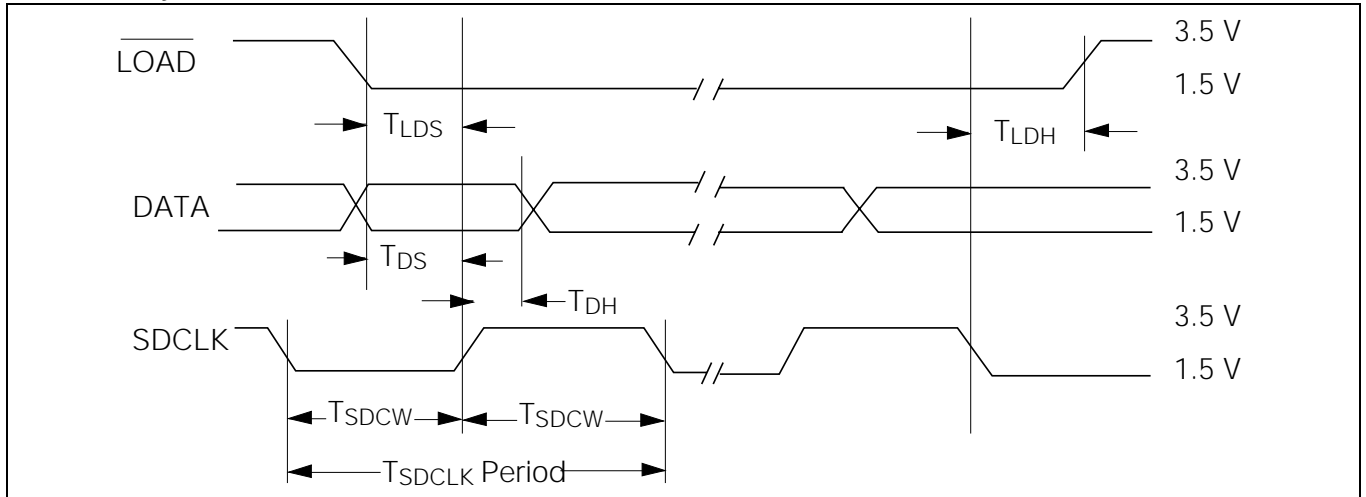 LOAD
3.5 V
1.5 V
TLDS
TLDH
DATA
3.5 V
1.5 V
TDS
TDH
SDCLK
3.5 V
1.5 V
TSDCW
TSDCW
TSDCLK Period